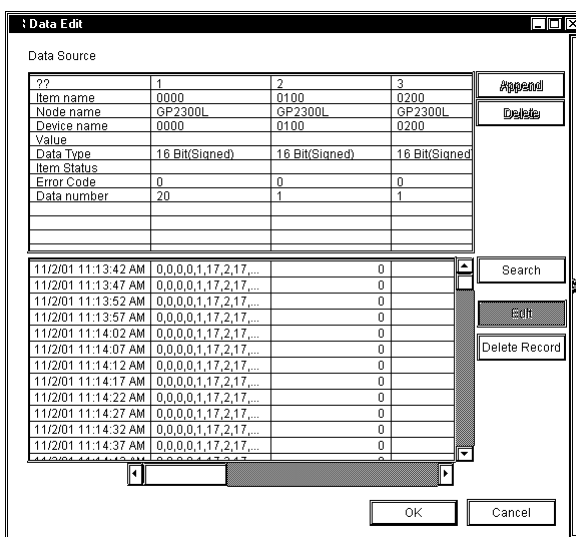 Data Edit
Data Source
?? 1 2 3
Item name 0000 0100 0200
Node name GP2300L GP2300L GP2300L
Device name 0000 0100 0200
Value
Data Type 16 Bit(Signed) 16 Bit(Signed) 16 Bit(Signed
Item Status
Error Code 0 0 0
Data number 20 1 1
Append
Delete
11/2/01 11:13:42 AM 0,0,0,0,1,17,2,17,... 0
11/2/01 11:13:47 AM 0,0,0,0,1,17,2,17,... 0
11/2/01 11:13:52 AM 0,0,0,0,1,17,2,17,... 0
11/2/01 11:13:57 AM 0,0,0,0,1,17,2,17,... 0
11/2/01 11:14:02 AM 0,0,0,0,1,17,2,17,... 0
11/2/01 11:14:07 AM 0,0,0,0,1,17,2,17,... 0
11/2/01 11:14:12 AM 0,0,0,0,1,17,2,17,... 0
11/2/01 11:14:17 AM 0,0,0,0,1,17,2,17,... 0
11/2/01 11:14:22 AM 0,0,0,0,1,17,2,17,... 0
11/2/01 11:14:27 AM 0,0,0,0,1,17,2,17,... 0
11/2/01 11:14:32 AM 0,0,0,0,1,17,2,17,... 0
11/2/01 11:14:37 AM 0,0,0,0,1,17,2,17,... 0
Search
Edit
Delete Record
OK Cancel